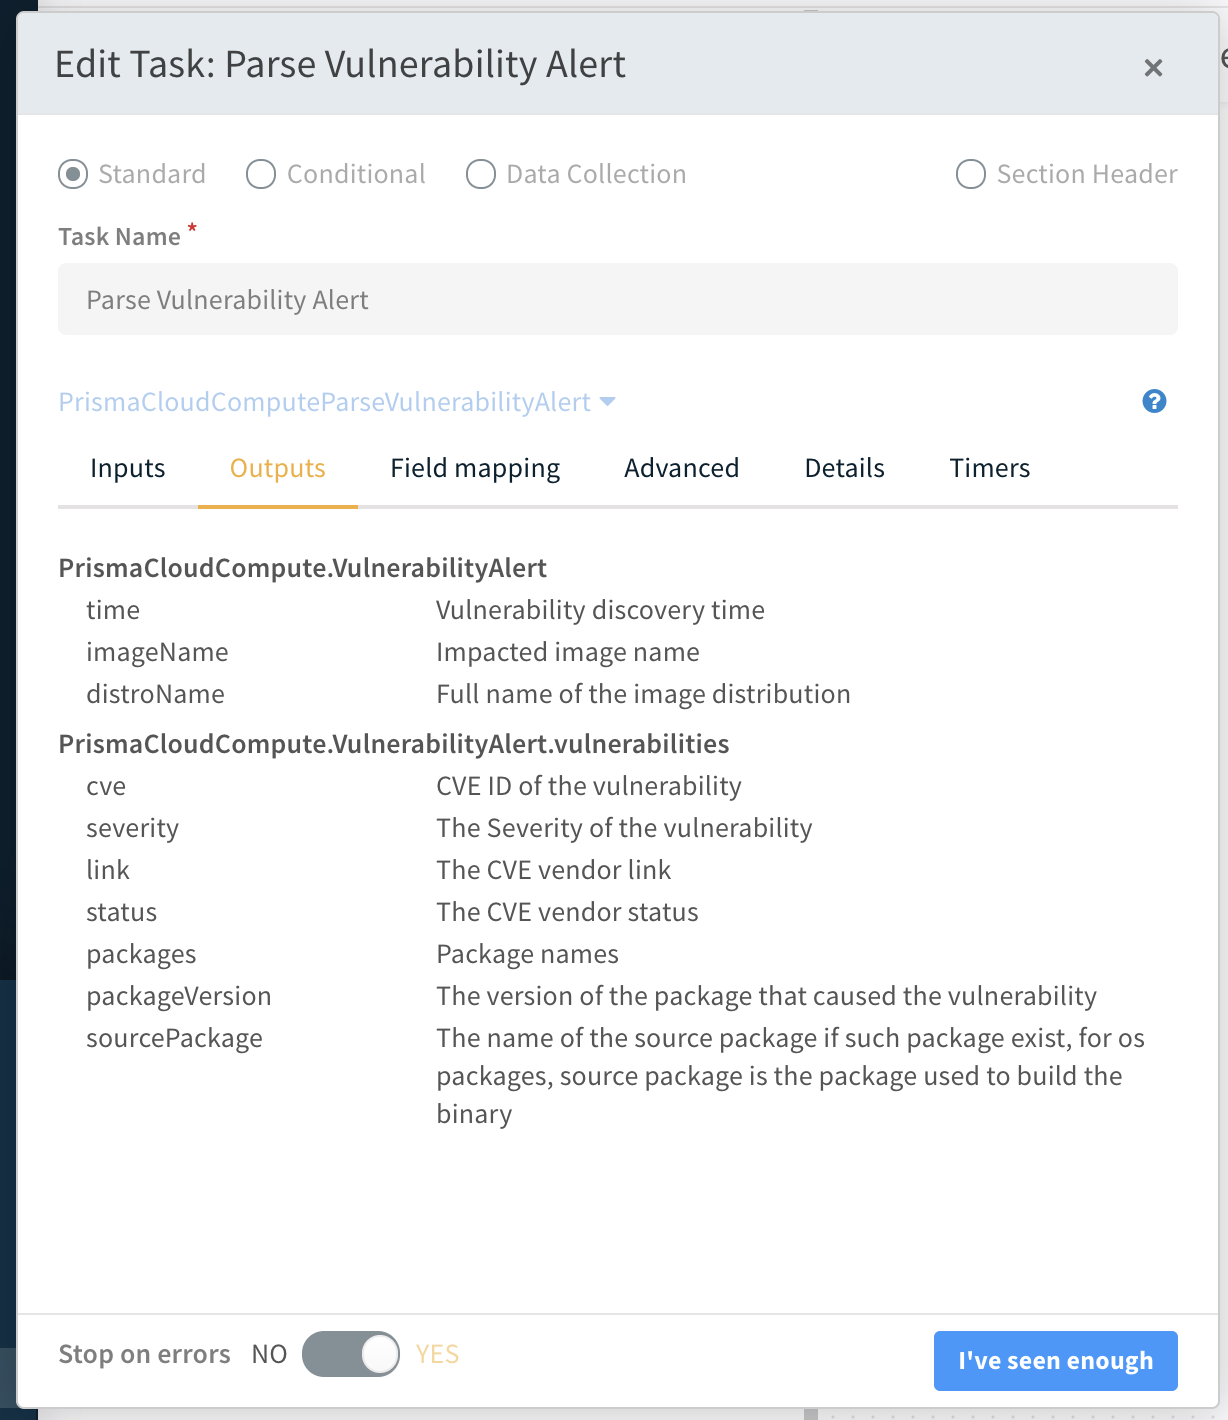 Edit Task: Parse Vulnerability Alert
×
Standard Conditional Data Collection Section Header
Task Name *
Parse Vulnerability Alert
PrismaCloudComputeParseVulnerabilityAlert ?
Inputs Outputs Field mapping Advanced Details Timers
PrismaCloudCompute.VulnerabilityAlert
time Vulnerability discovery time
imageName Impacted image name
distroName Full name of the image distribution
PrismaCloudCompute.VulnerabilityAlert.vulnerabilities
cve CVE ID of the vulnerability
severity The Severity of the vulnerability
link The CVE vendor link
status The CVE vendor status
packages Package names
packageVersion The version of the package that caused the vulnerability
sourcePackage The name of the source package if such package exist, for os
packages, source package is the package used to build the
binary
Stop on errors NO YES
I've seen enough